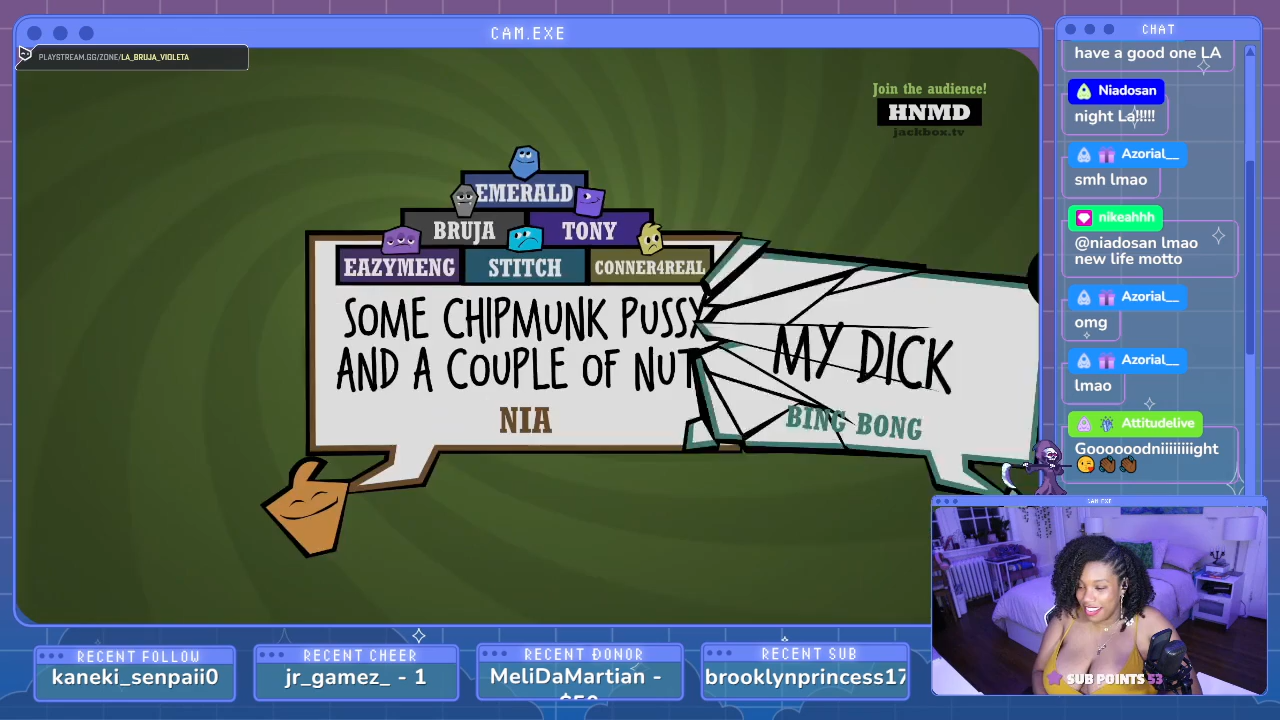 CAM.EXE
PLAYSTREAM.GG/ZONE/LA_BRUJA_VIOLETA
Join the audience!
HNMD
jackbox.tv
EMERALD
BRUJA
TONY
EAZYMENG
STITCH
CONNER4REAL
SOME CHIPMUNK PUSSY
AND A COUPLE OF NUT
NIA
MY DICK
BING BONG
CHAT
have a good one LA
Niadosan
night La!!!!!
Azorial__
smh lmao
nikeahhh
@niadosan lmao
new life motto
Azorial__
omg
Azorial__
lmao
Attitudelive
Goooooodniiiiiiiight
CAM.EXE
SUB POINTS 53
RECENT FOLLOW
kaneki_senpaii0
RECENT CHEER
jr_gamez_ - 1
RECENT DONOR
MeliDaMartian -
RECENT SUB
brooklynprincess17